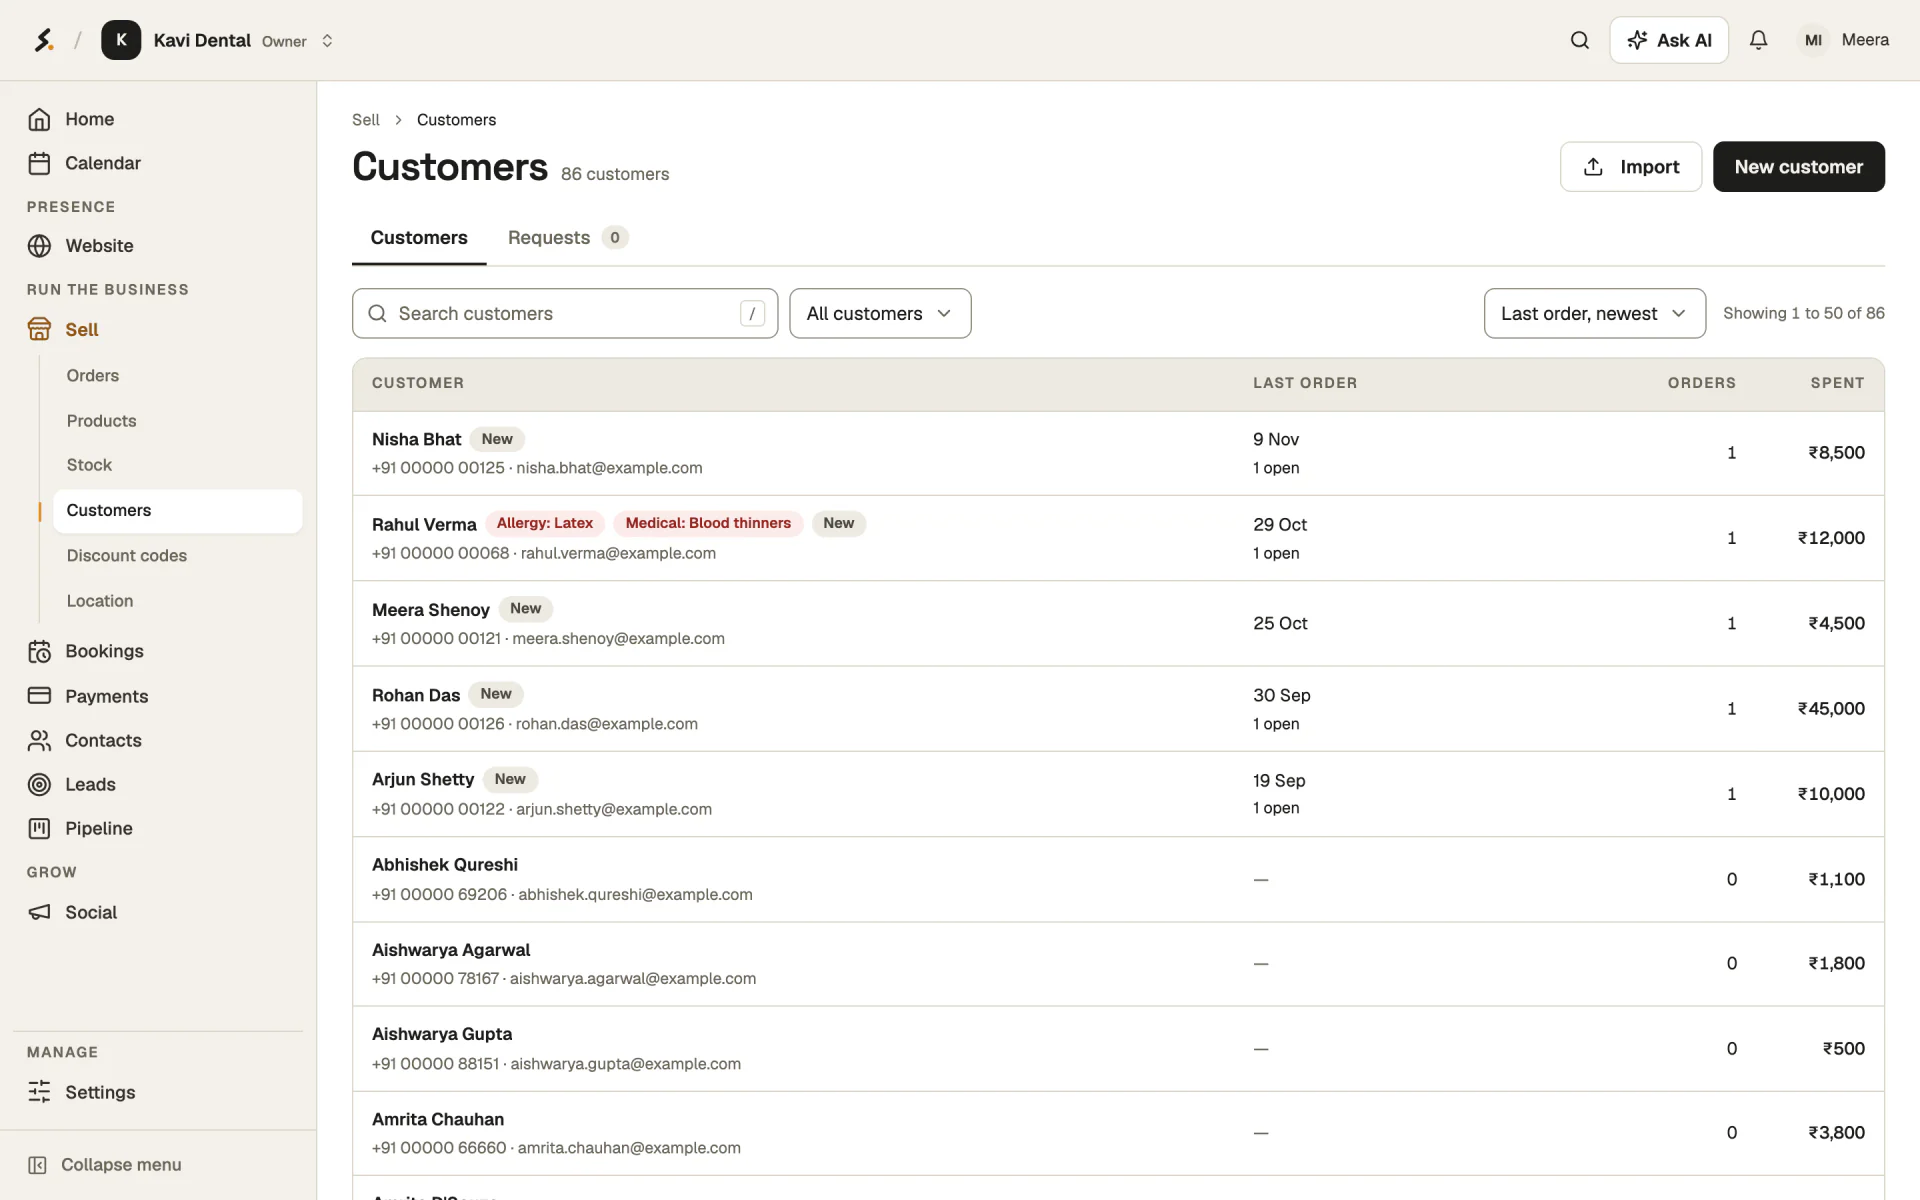 / K Kavi Dental Owner
Ask AI
MI Meera
Home
Calendar
PRESENCE
Website
RUN THE BUSINESS
Sell
Orders
Products
Stock
Customers
Discount codes
Location
Bookings
Payments
Contacts
Leads
Pipeline
GROW
Social
MANAGE
Settings
Collapse menu
Sell > Customers
Customers 86 customers
Import
New customer
Customers
Requests 0
Search customers /
All customers
Last order, newest
Showing 1 to 50 of 86
CUSTOMER LAST ORDER ORDERS SPENT
Nisha Bhat New
+91 00000 00125 · nisha.bhat@example.com
9 Nov
1 open
1
₹8,500
Rahul Verma Allergy: Latex Medical: Blood thinners New
+91 00000 00068 · rahul.verma@example.com
29 Oct
1 open
1
₹12,000
Meera Shenoy New
+91 00000 00121 · meera.shenoy@example.com
25 Oct
1
₹4,500
Rohan Das New
+91 00000 00126 · rohan.das@example.com
30 Sep
1 open
1
₹45,000
Arjun Shetty New
+91 00000 00122 · arjun.shetty@example.com
19 Sep
1 open
1
₹10,000
Abhishek Qureshi
+91 00000 69206 · abhishek.qureshi@example.com
—
0
₹1,100
Aishwarya Agarwal
+91 00000 78167 · aishwarya.agarwal@example.com
—
0
₹1,800
Aishwarya Gupta
+91 00000 88151 · aishwarya.gupta@example.com
—
0
₹500
Amrita Chauhan
+91 00000 66660 · amrita.chauhan@example.com
—
0
₹3,800